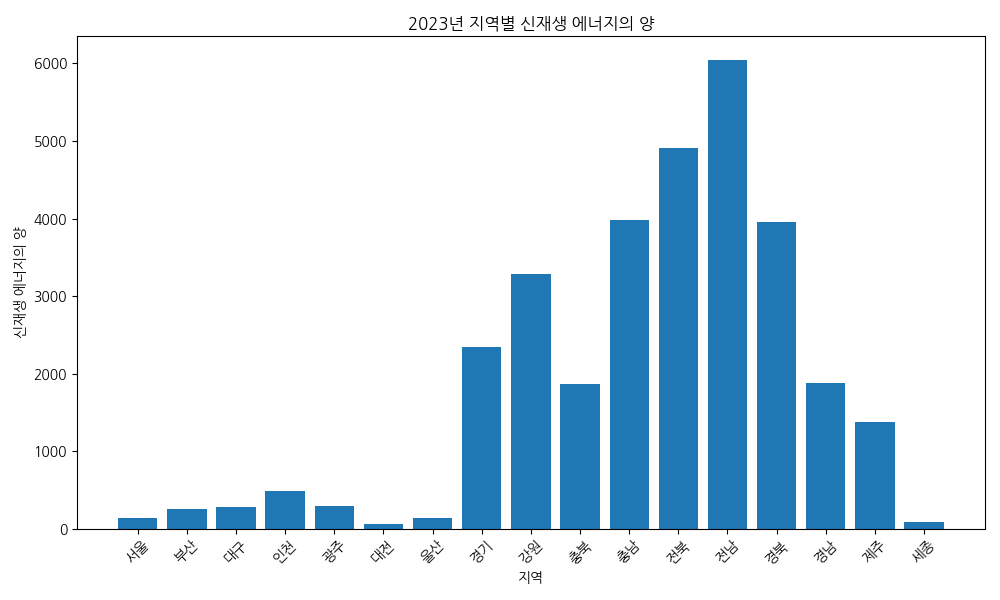 2023년 지역별 신재생 에너지의 양
신재생 에너지의 양
6000
5000
4000
3000
2000
1000
0
서울 부산 대구 인천 광주 대전 울산 경기 강원 충북 충남 전북 전남 경북 경남 제주 세종
지역